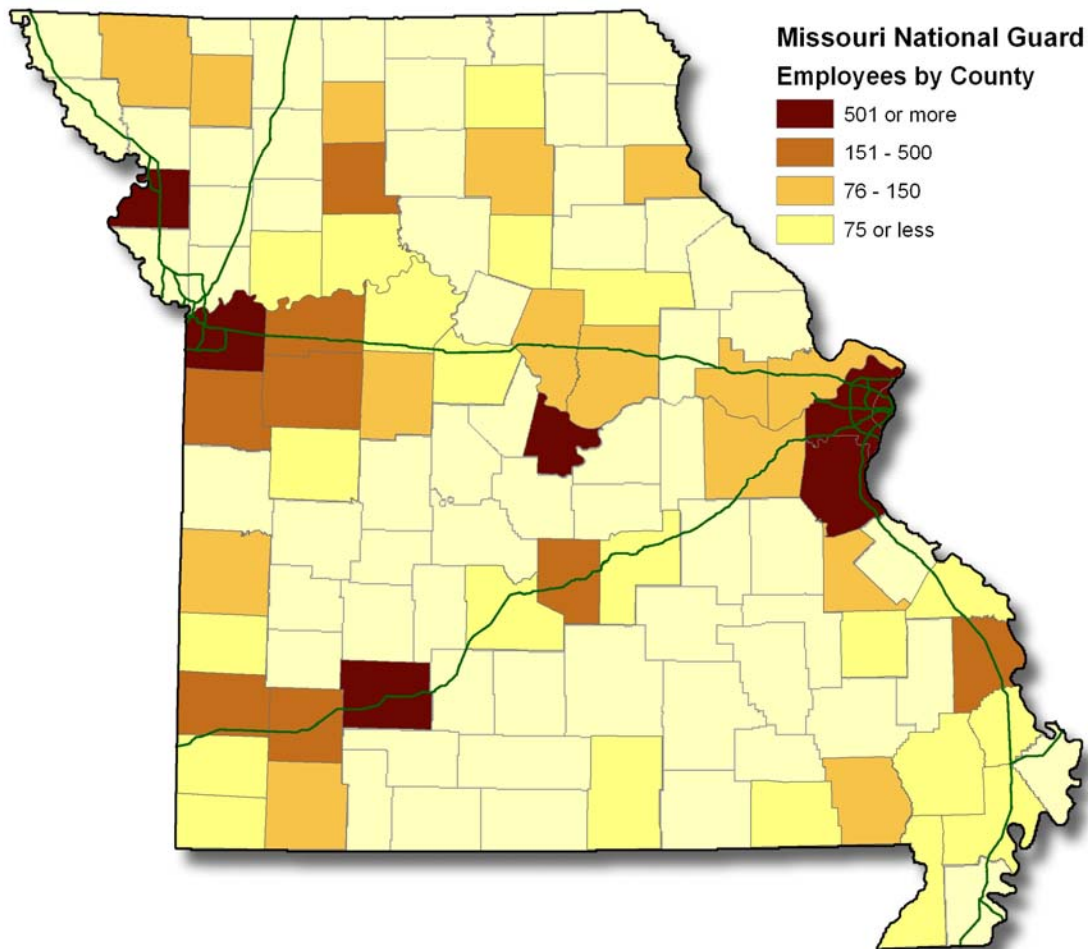 Missouri National Guard
Employees by County
501 or more
151 - 500
76 - 150
75 or less